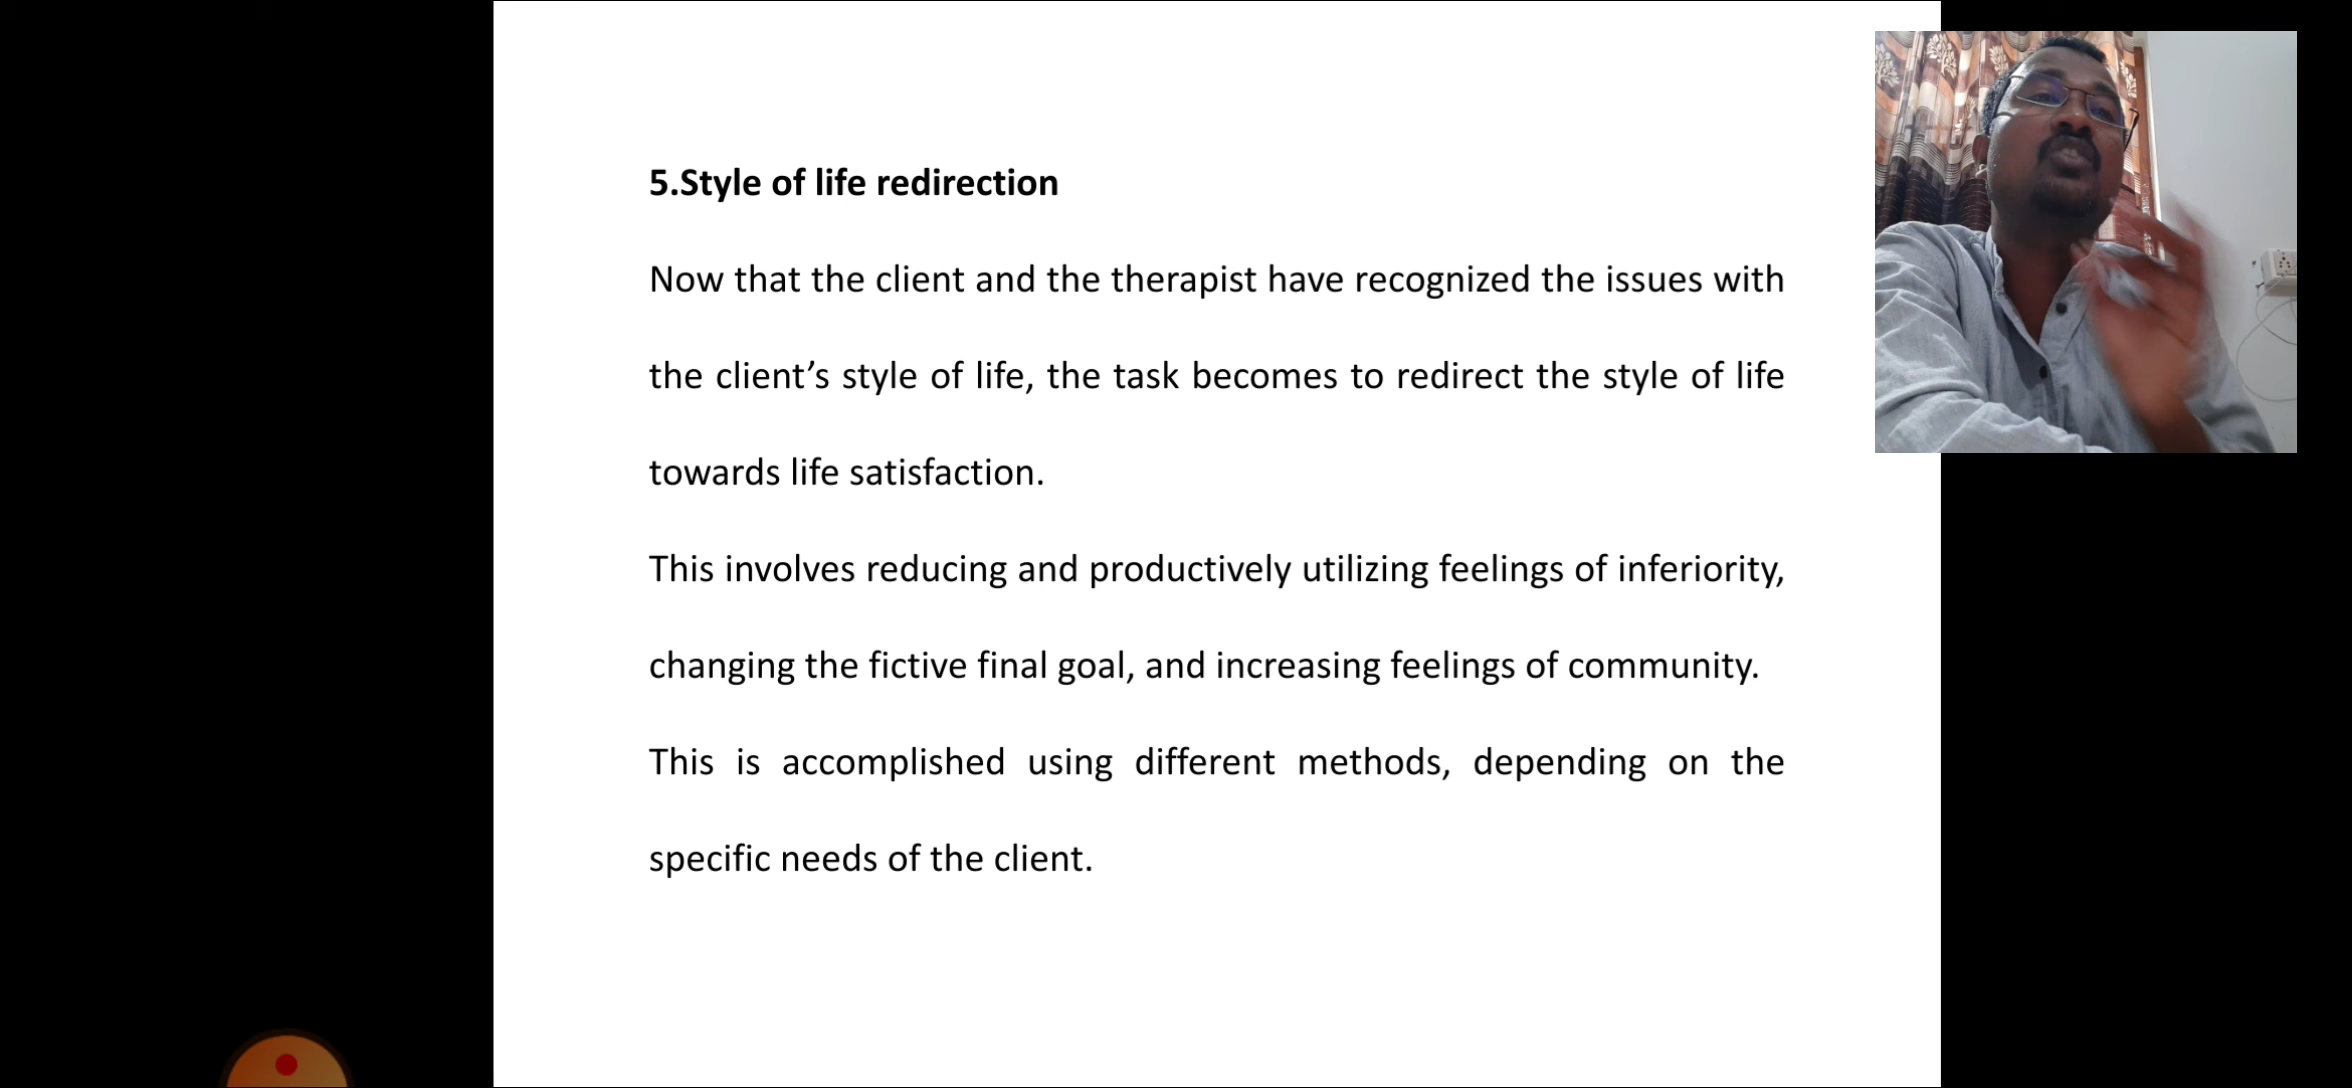 5.Style of life redirection
Now that the client and the therapist have recognized the issues with
the client’s style of life, the task becomes to redirect the style of life
towards life satisfaction.
This involves reducing and productively utilizing feelings of inferiority,
changing the fictive final goal, and increasing feelings of community.
This is accomplished using different methods, depending on the
specific needs of the client.